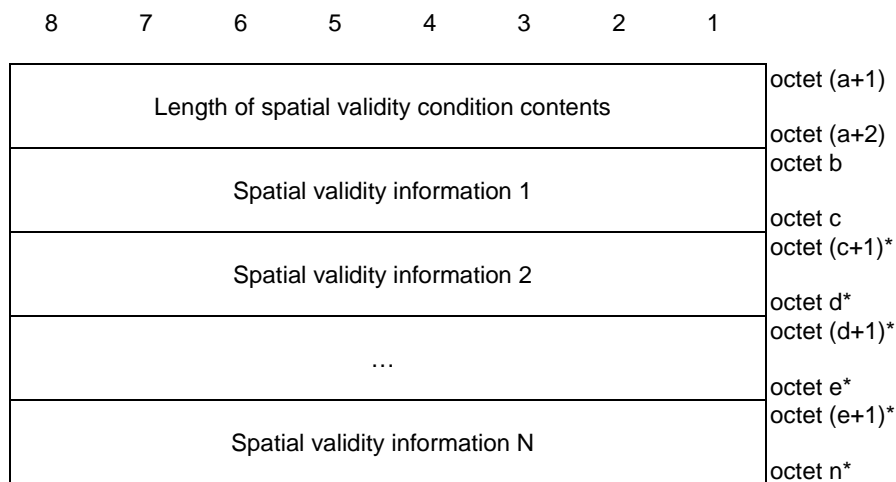 8 7 6 5 4 3 2 1
octet (a+1)
Length of spatial validity condition contents
octet (a+2)
octet b
Spatial validity information 1
octet c
octet (c+1)*
Spatial validity information 2
octet d*
octet (d+1)*
…
octet e*
octet (e+1)*
Spatial validity information N
octet n*